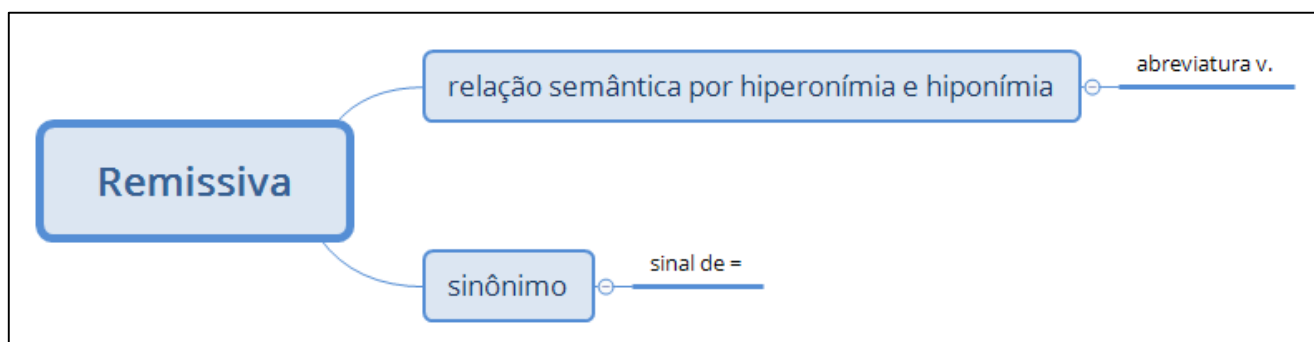 Remissiva
relação semântica por hiperonímia e hiponímia
abreviatura v.
sinônimo
sinal de =